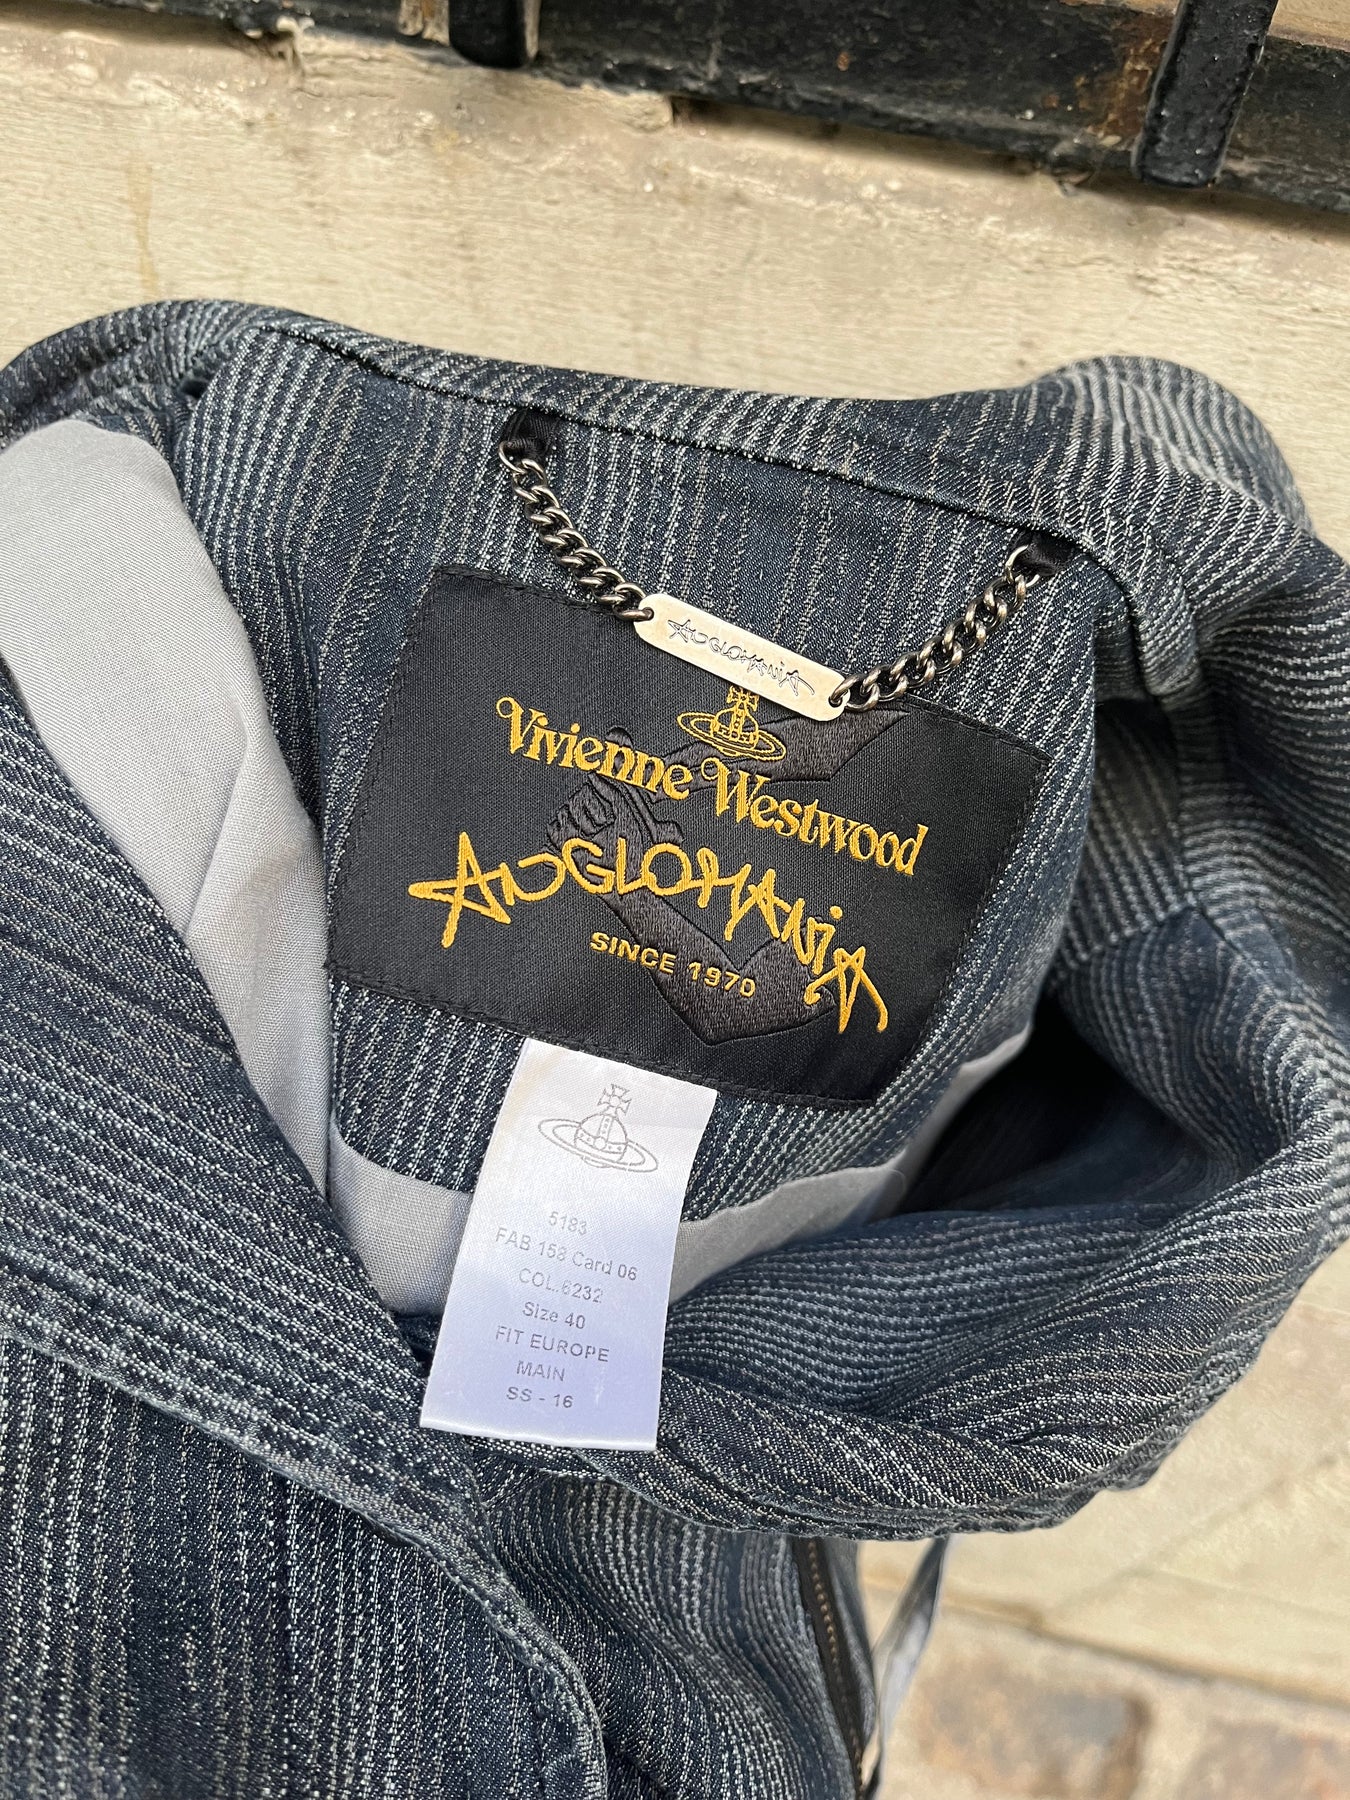 ANGLOMANIA
Vivienne Westwood
ANGLOMANIA
SINCE 1970
5183
FAB 158 Card 06
COL.6232
Size 40
FIT EUROPE
MAIN
SS - 16